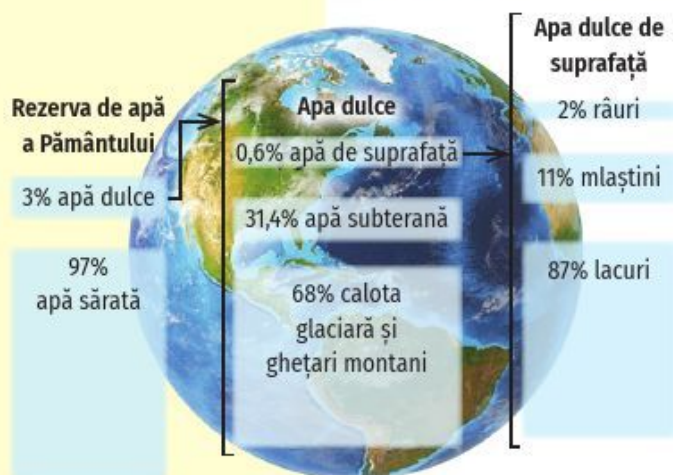 Rezerva de apă
a Pământului
3% apă dulce
97%
apă sărată
Apa dulce
0,6% apă de suprafață
31,4% apă subterană
68% calota
glaciară și
ghețari montani
Apa dulce de
suprafață
2% râuri
11% mlaștini
87% lacuri